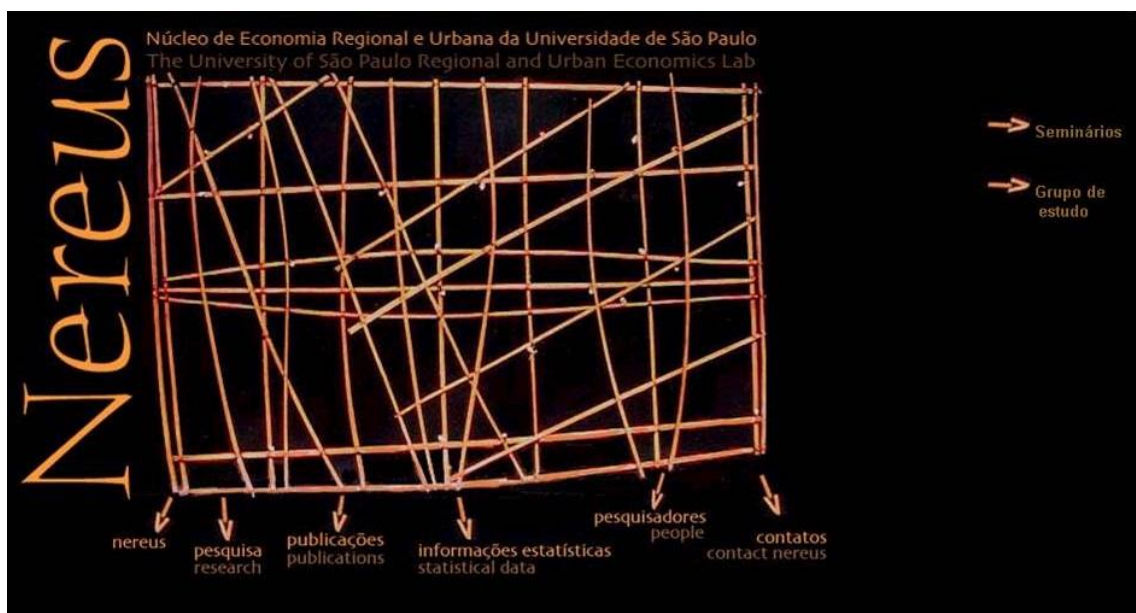 Nereus
Núcleo de Economia Regional e Urbana da Universidade de São Paulo
The University of São Paulo Regional and Urban Economics Lab
Seminários
Grupo de
estudo
nereus
pesquisa
research
publicações
publications
informações estatísticas
statistical data
pesquisadores
people
contatos
contact nereus